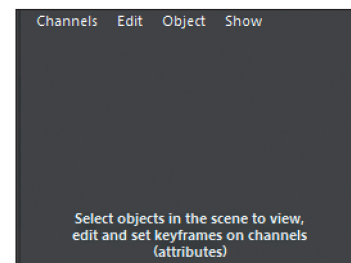 Channels Edit Object Show
Select objects in the scene to view,
edit and set keyframes on channels
(attributes)